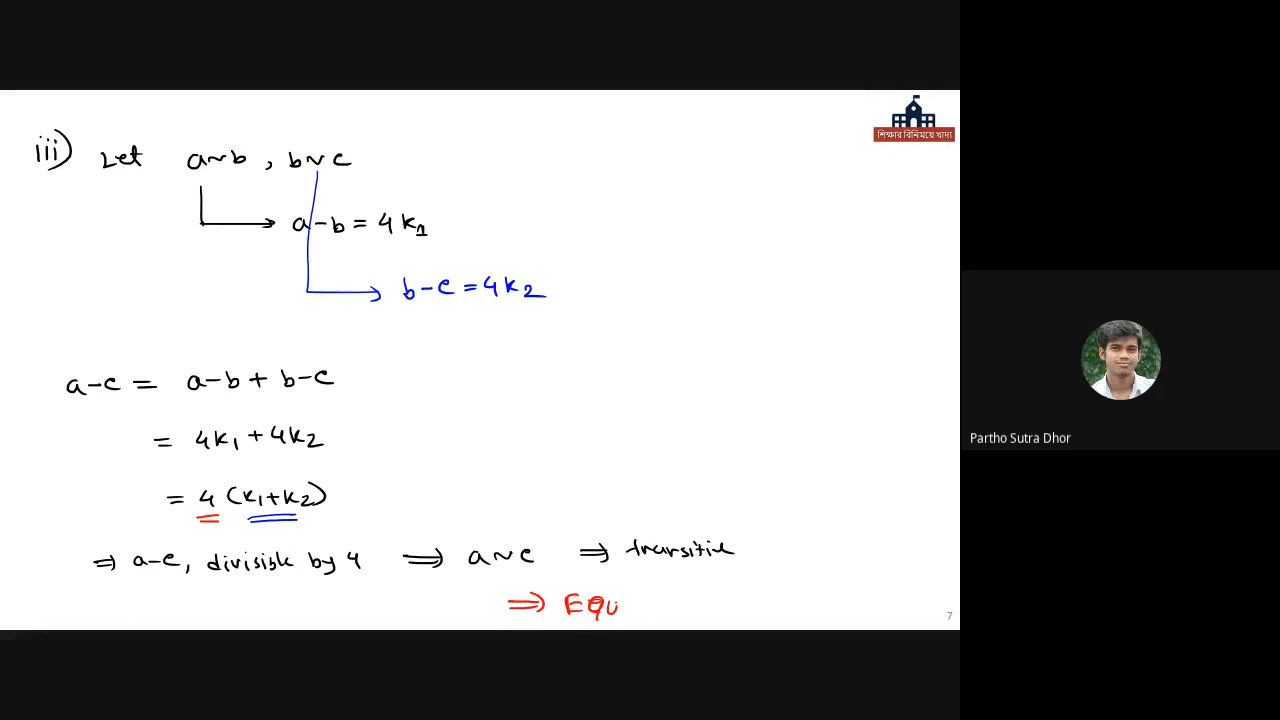 শিক্ষার বিনিময়ে খাদ্য
iii) Let a~b , b~c
a-b = 4k₁
b-c = 4k₂
a-c = a-b + b-c
= 4k₁ + 4k₂
= 4 (k₁+k₂)
⇒ a-c, divisible by 4 ⟹ a~c ⇒ transitive
⇒ EQU
7
Partho Sutra Dhor